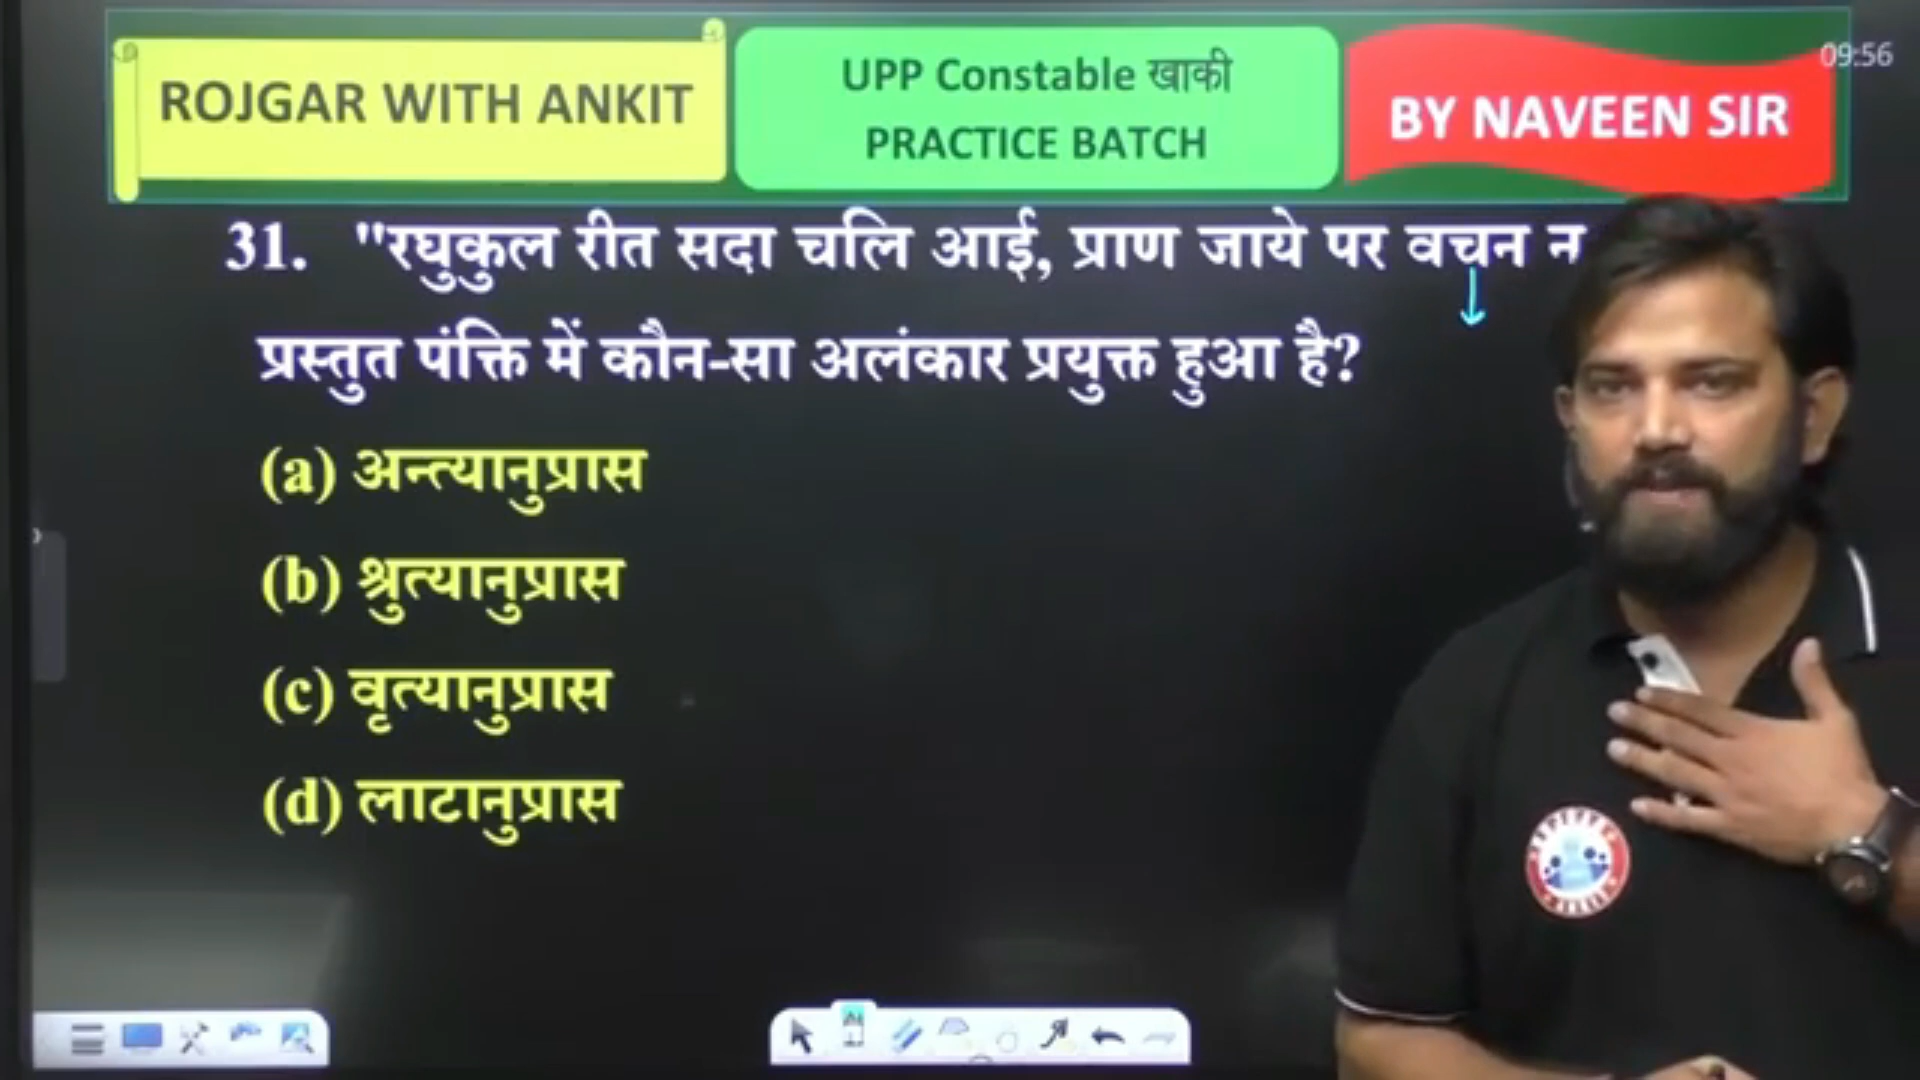 ROJGAR WITH ANKIT
UPP Constable खाकी
PRACTICE BATCH
BY NAVEEN SIR
09:56
31. "रघुकुल रीत सदा चलि आई, प्राण जाये पर वचन न
प्रस्तुत पंक्ति में कौन-सा अलंकार प्रयुक्त हुआ है?
(a) अन्त्यानुप्रास
(b) श्रुत्यानुप्रास
(c) वृत्यानुप्रास
(d) लाटानुप्रास